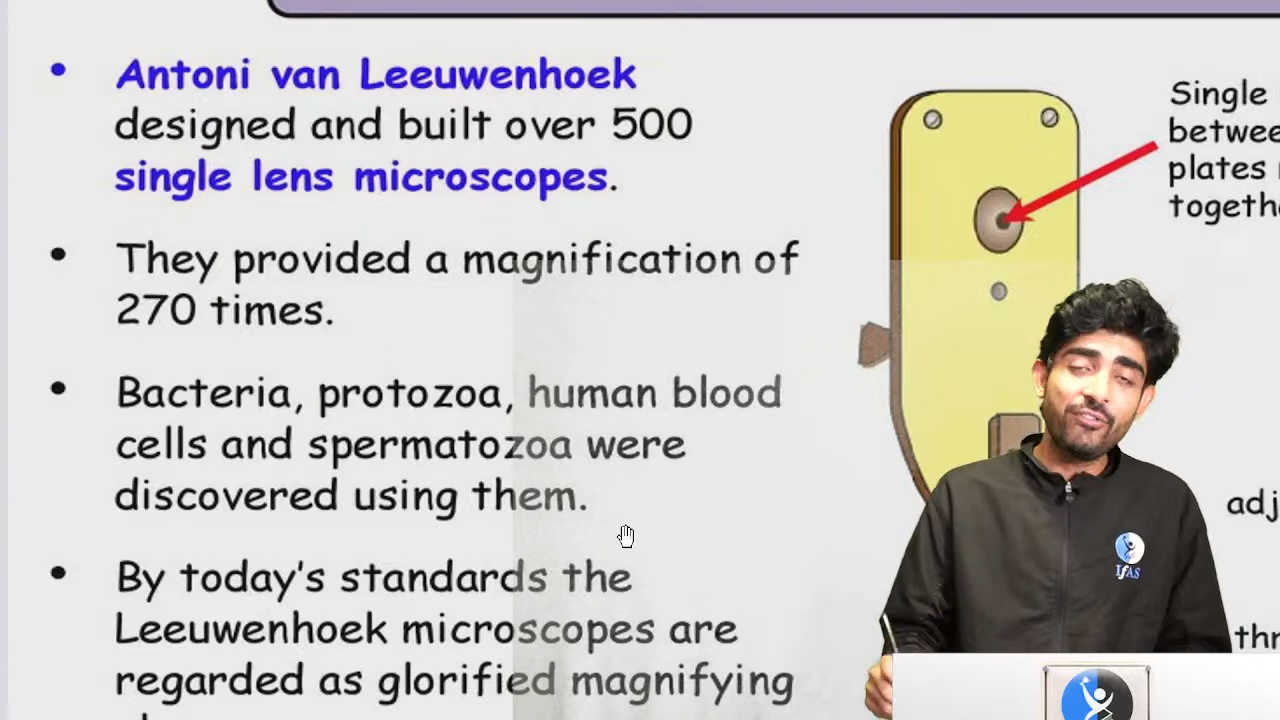 • Antoni van Leeuwenhoek
designed and built over 500
single lens microscopes.
• They provided a magnification of
270 times.
• Bacteria, protozoa, human blood
cells and spermatozoa were
discovered using them.
• By today's standards the
Leeuwenhoek microscopes are
regarded as glorified magnifying
Single
betwee
plates
togeth
adj
thr
IFAS